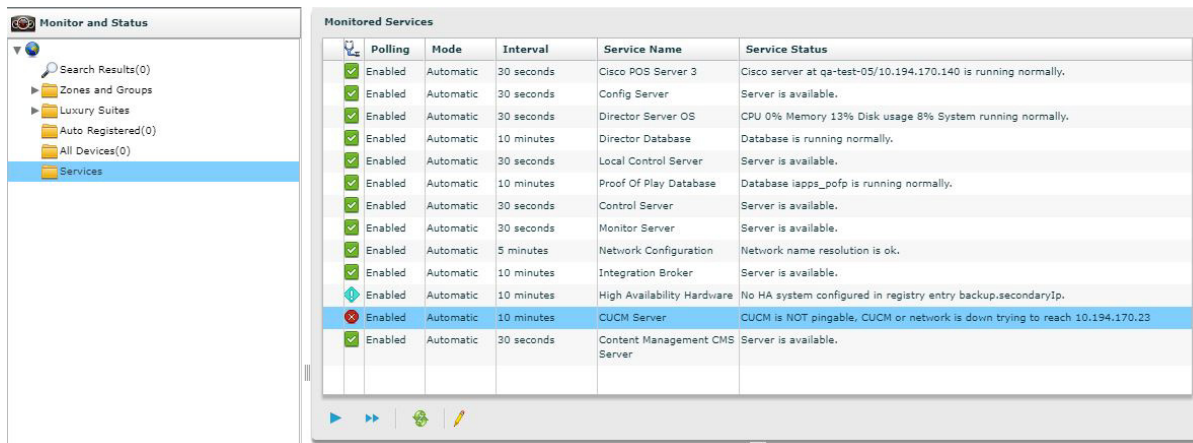 Monitor and Status
Search Results(0)
Zones and Groups
Luxury Suites
Auto Registered(0)
All Devices(0)
Services
Monitored Services
Polling Mode Interval Service Name Service Status
Enabled Automatic 30 seconds Cisco POS Server 3 Cisco server at qa-test-05/10.194.170.140 is running normally.
Enabled Automatic 30 seconds Config Server Server is available.
Enabled Automatic 30 seconds Director Server OS CPU 0% Memory 13% Disk usage 8% System running normally.
Enabled Automatic 10 minutes Director Database Database is running normally.
Enabled Automatic 30 seconds Local Control Server Server is available.
Enabled Automatic 10 minutes Proof Of Play Database Database iapps_pofp is running normally.
Enabled Automatic 30 seconds Control Server Server is available.
Enabled Automatic 30 seconds Monitor Server Server is available.
Enabled Automatic 5 minutes Network Configuration Network name resolution is ok.
Enabled Automatic 10 minutes Integration Broker Server is available.
Enabled Automatic 10 minutes High Availability Hardware No HA system configured in registry entry backup.secondaryIp.
Enabled Automatic 10 minutes CUCM Server CUCM is NOT pingable, CUCM or network is down trying to reach 10.194.170.23
Enabled Automatic 30 seconds Content Management CMS Server is available.
Server